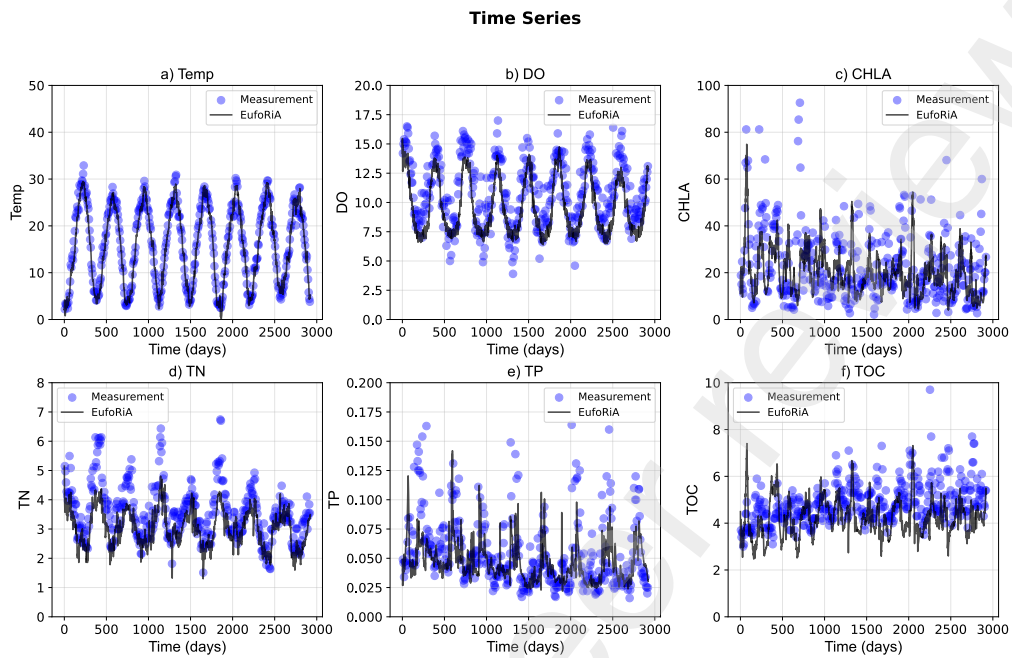 Time Series
a) Temp
50
40
30
20
10
0
Temp
0 500 1000 1500 2000 2500 3000
Time (days)
Measurement
EufoRiA
b) DO
20.0
17.5
15.0
12.5
10.0
7.5
5.0
2.5
0.0
DO
0 500 1000 1500 2000 2500 3000
Time (days)
Measurement
EufoRiA
c) CHLA
100
80
60
40
20
0
CHLA
0 500 1000 1500 2000 2500 3000
Time (days)
Measurement
EufoRiA
d) TN
8
7
6
5
4
3
2
1
0
TN
0 500 1000 1500 2000 2500 3000
Time (days)
Measurement
EufoRiA
e) TP
0.200
0.175
0.150
0.125
0.100
0.075
0.050
0.025
0.000
TP
0 500 1000 1500 2000 2500 3000
Time (days)
Measurement
EufoRiA
f) TOC
10
8
6
4
2
0
TOC
0 500 1000 1500 2000 2500 3000
Time (days)
Measurement
EufoRiA
eer review